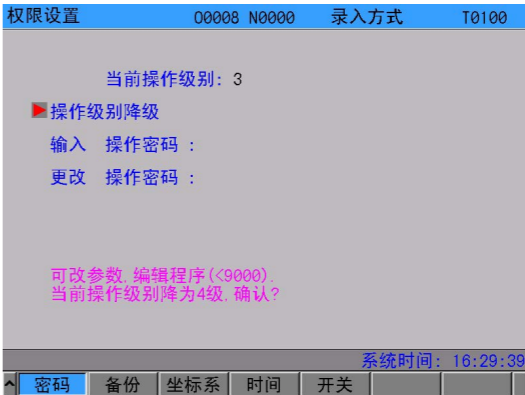 权限设置 O0008 N0000 录入方式 T0100
当前操作级别: 3
操作级别降级
输入 操作密码 :
更改 操作密码 :
可改参数.编辑程序(<9000).
当前操作级别降为4级.确认?
系统时间: 16:29:39
^ 密码 备份 坐标系 时间 开关